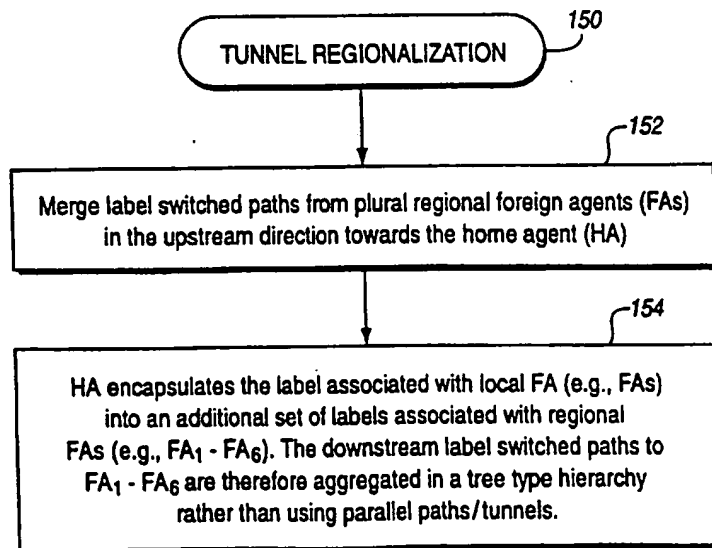 TUNNEL REGIONALIZATION
150
152
Merge label switched paths from plural regional foreign agents (FAs)
in the upstream direction towards the home agent (HA)
154
HA encapsulates the label associated with local FA (e.g., FAs)
into an additional set of labels associated with regional
FAs (e.g., FA1 - FA6). The downstream label switched paths to
FA1 - FA6 are therefore aggregated in a tree type hierarchy
rather than using parallel paths/tunnels.